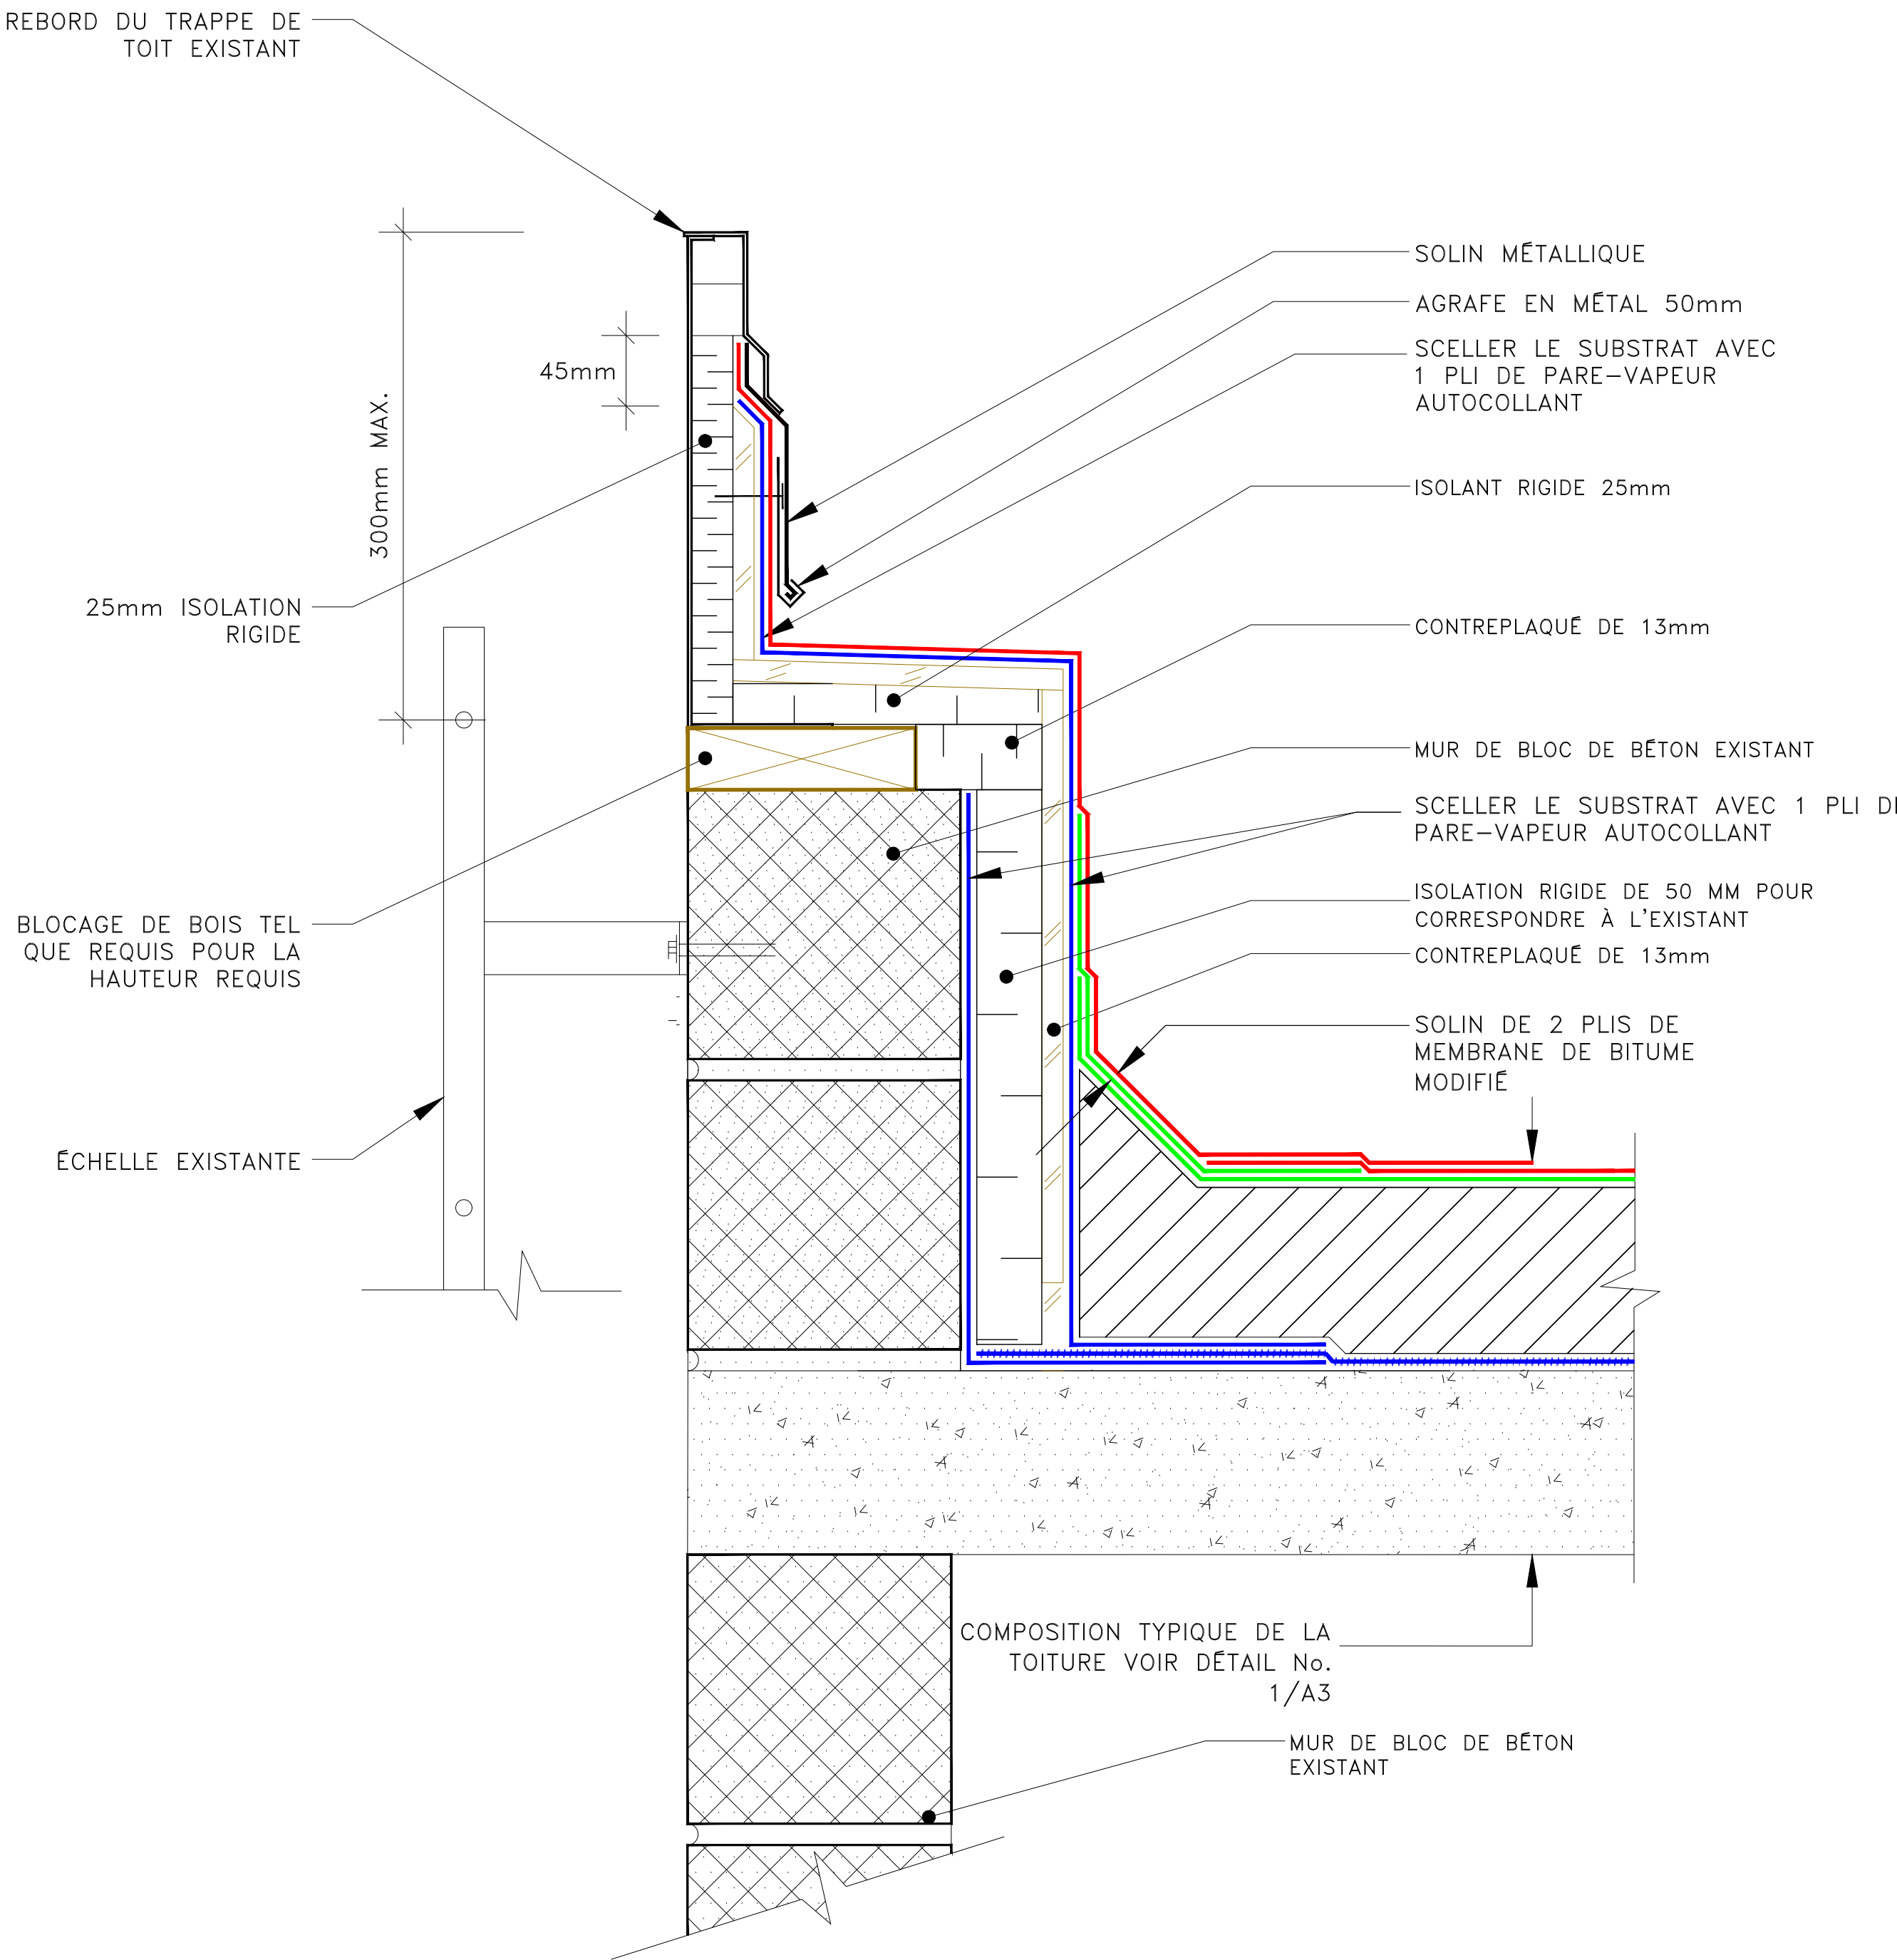 REBORD DU TRAPPE DE
TOIT EXISTANT
SOLIN MÉTALLIQUE
AGRAFE EN MÉTAL 50mm
SCELLER LE SUBSTRAT AVEC
1 PLI DE PARE-VAPEUR
AUTOCOLLANT
45mm
300mm MAX.
ISOLANT RIGIDE 25mm
25mm ISOLATION
RIGIDE
CONTREPLAQUÉ DE 13mm
MUR DE BLOC DE BÉTON EXISTANT
SCELLER LE SUBSTRAT AVEC 1 PLI
PARE-VAPEUR AUTOCOLLANT
ISOLATION RIGIDE DE 50 MM POUR
CORRESPONDRE À L'EXISTANT
BLOCAGE DE BOIS TEL
QUE REQUIS POUR LA
HAUTEUR REQUIS
CONTREPLAQUÉ DE 13mm
SOLIN DE 2 PLIS DE
MEMBRANE DE BITUME
MODIFIÉ
ÉCHELLE EXISTANTE
COMPOSITION TYPIQUE DE LA
TOITURE VOIR DÉTAIL No.
1/A3
MUR DE BLOC DE BÉTON
EXISTANT